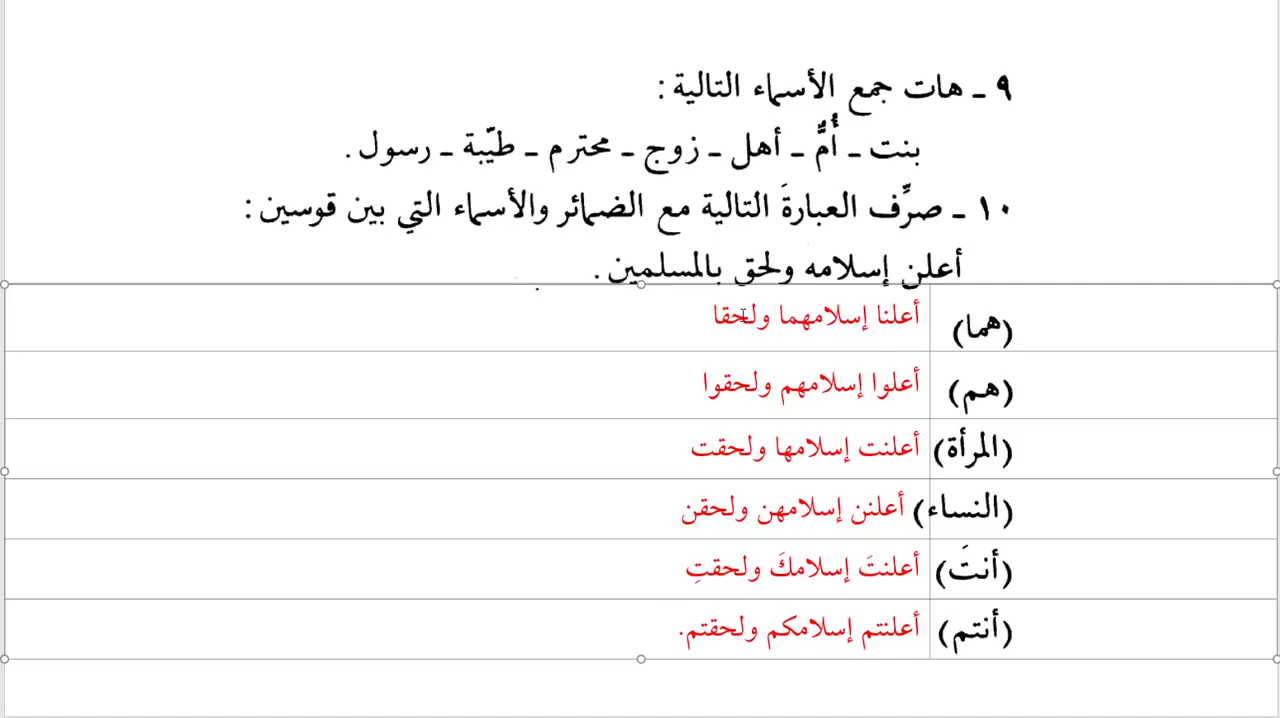 ٩ ـ هات جمع الأسماء التالية :
بنت ـ أُمٌّ ـ أهل ـ زوج ـ محترم ـ طيّبة ـ رسول .
١٠ ـ صرِّف العبارةَ التالية مع الضمائر والأسماء التي بين قوسين :
أعلن إسلامه ولحق بالمسلمين .
(هما) أعلنا إسلامهما ولحقا
(هم) أعلوا إسلامهم ولحقوا
(المرأة) أعلنت إسلامها ولحقت
(النساء) أعلنن إسلامهن ولحقن
(أنتَ) أعلنتَ إسلامكَ ولحقتِ
(أنتم) أعلنتم إسلامكم ولحقتم.